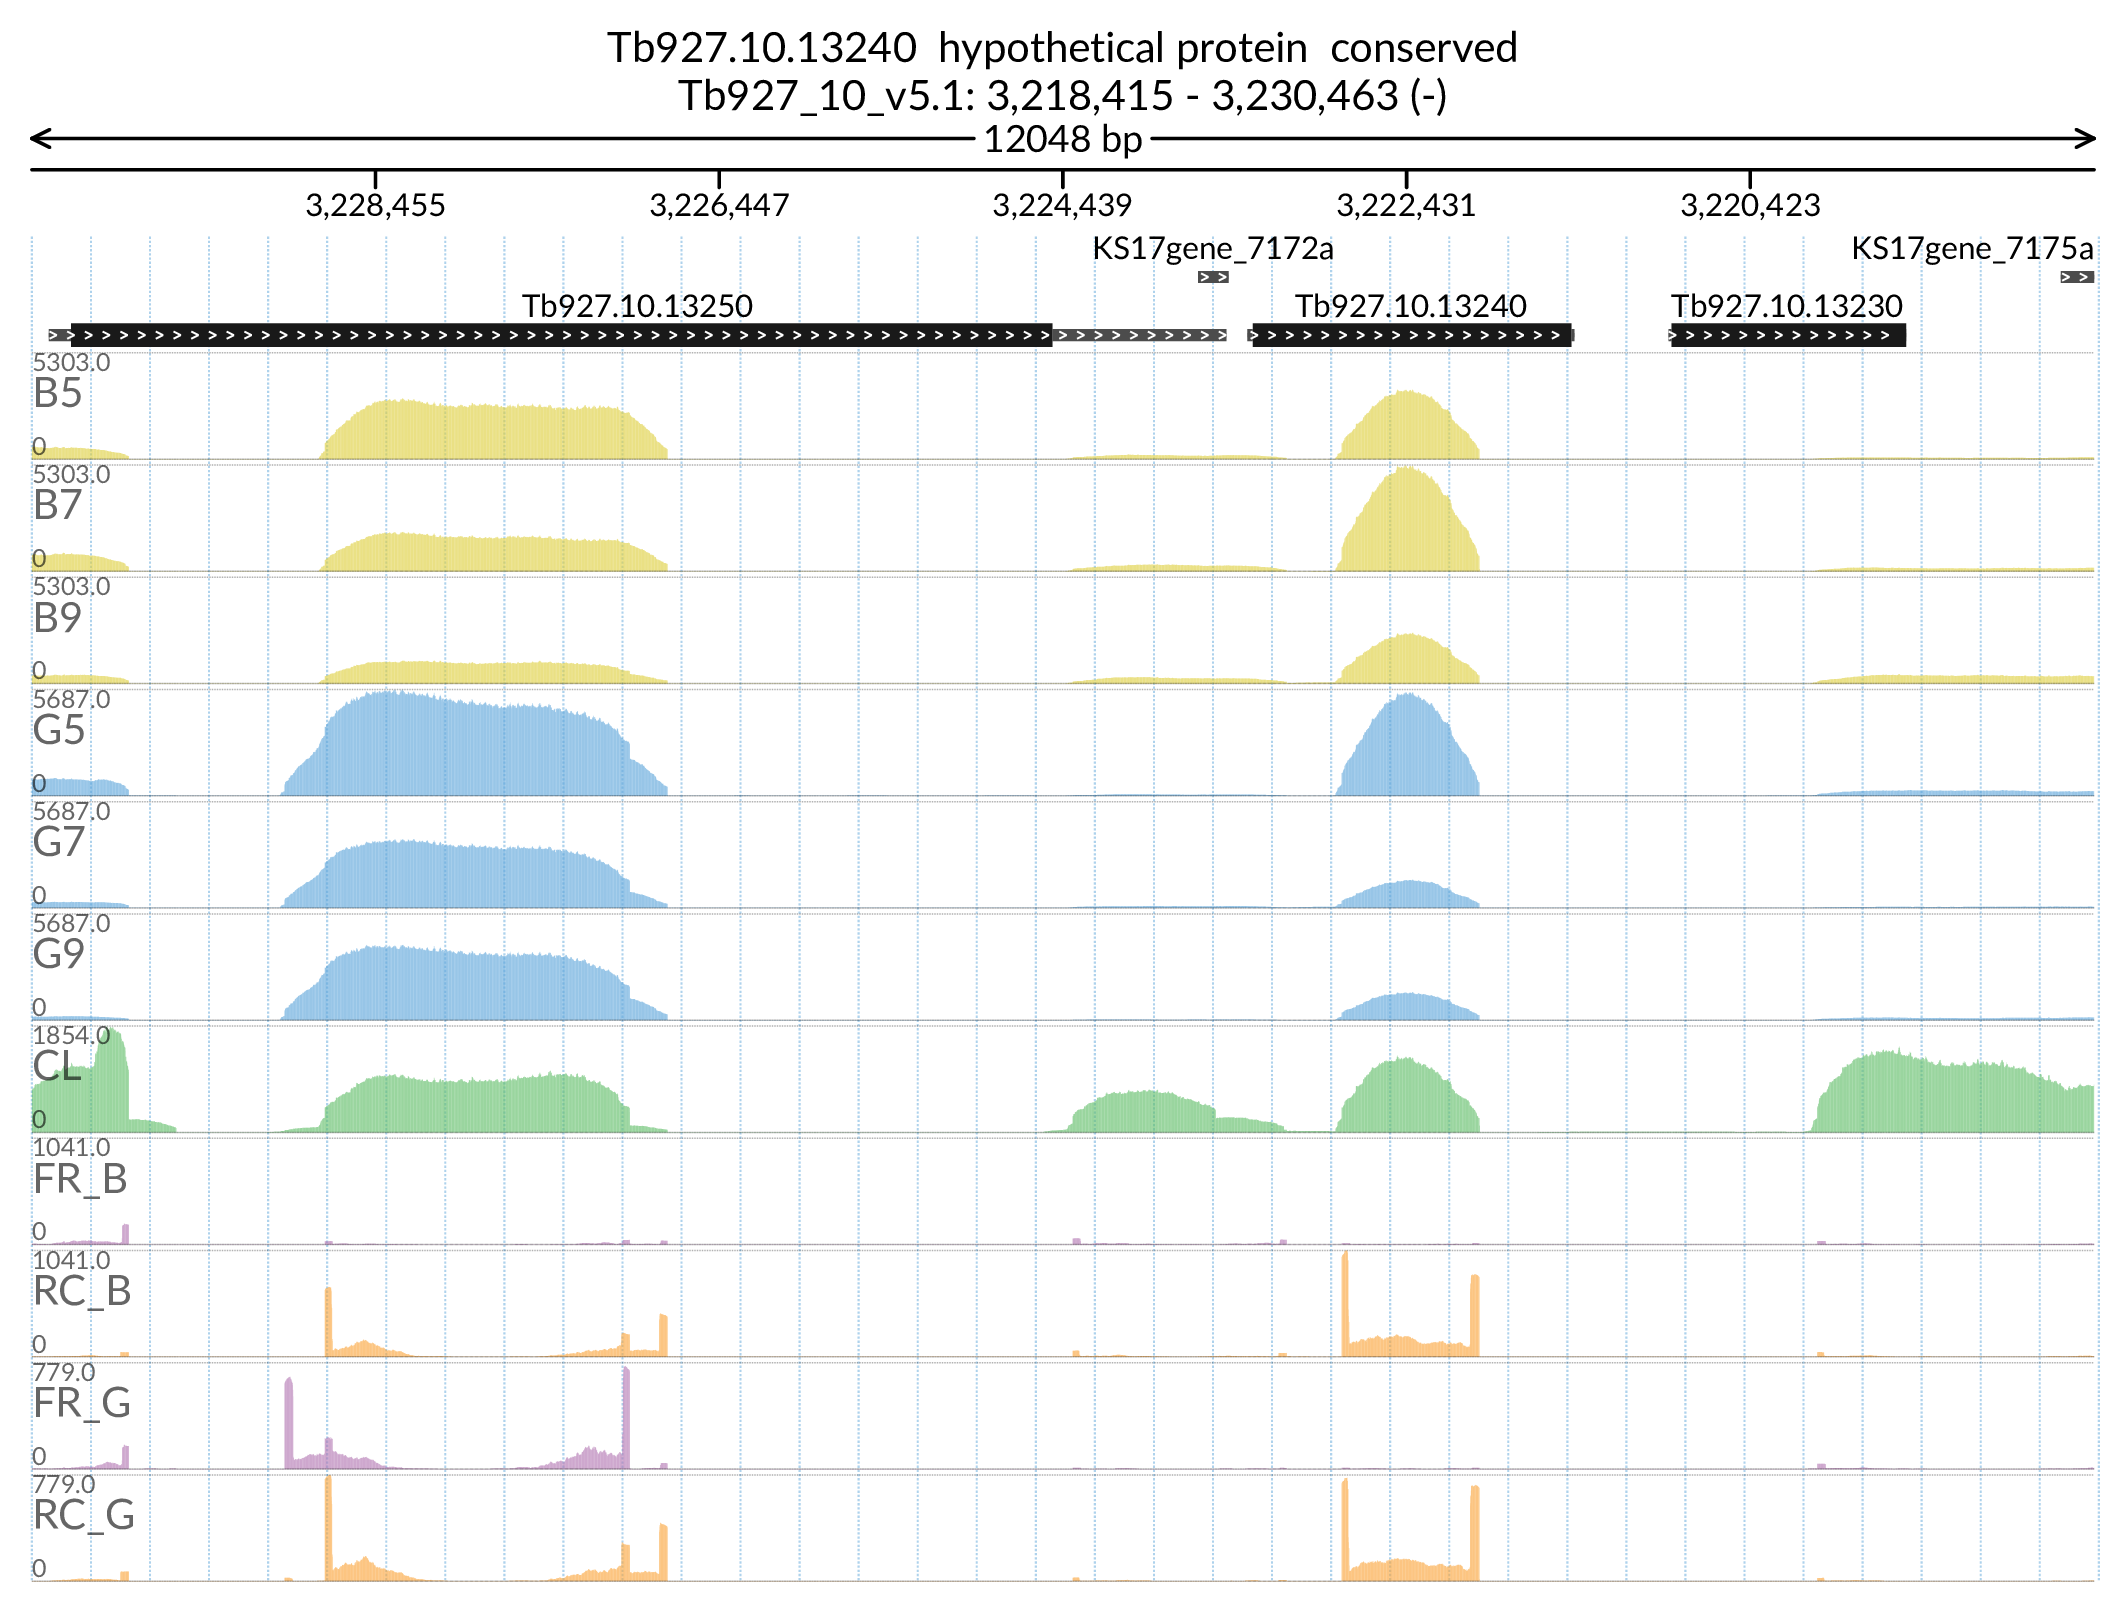 Tb927.10.13240  hypothetical protein  conserved
Tb927_10_v5.1: 3,218,415 - 3,230,463 (-)
12048 bp
3,228,455 3,226,447 3,224,439 3,222,431 3,220,423
KS17gene_7172a KS17gene_7175a
Tb927.10.13250 Tb927.10.13240 Tb927.10.13230
5303.0
B5
0
5303.0
B7
0
5303.0
B9
0
5687.0
G5
0
5687.0
G7
0
5687.0
G9
0
1854.0
CL
0
1041.0
FR_B
0
1041.0
RC_B
0
779.0
FR_G
0
779.0
RC_G
0